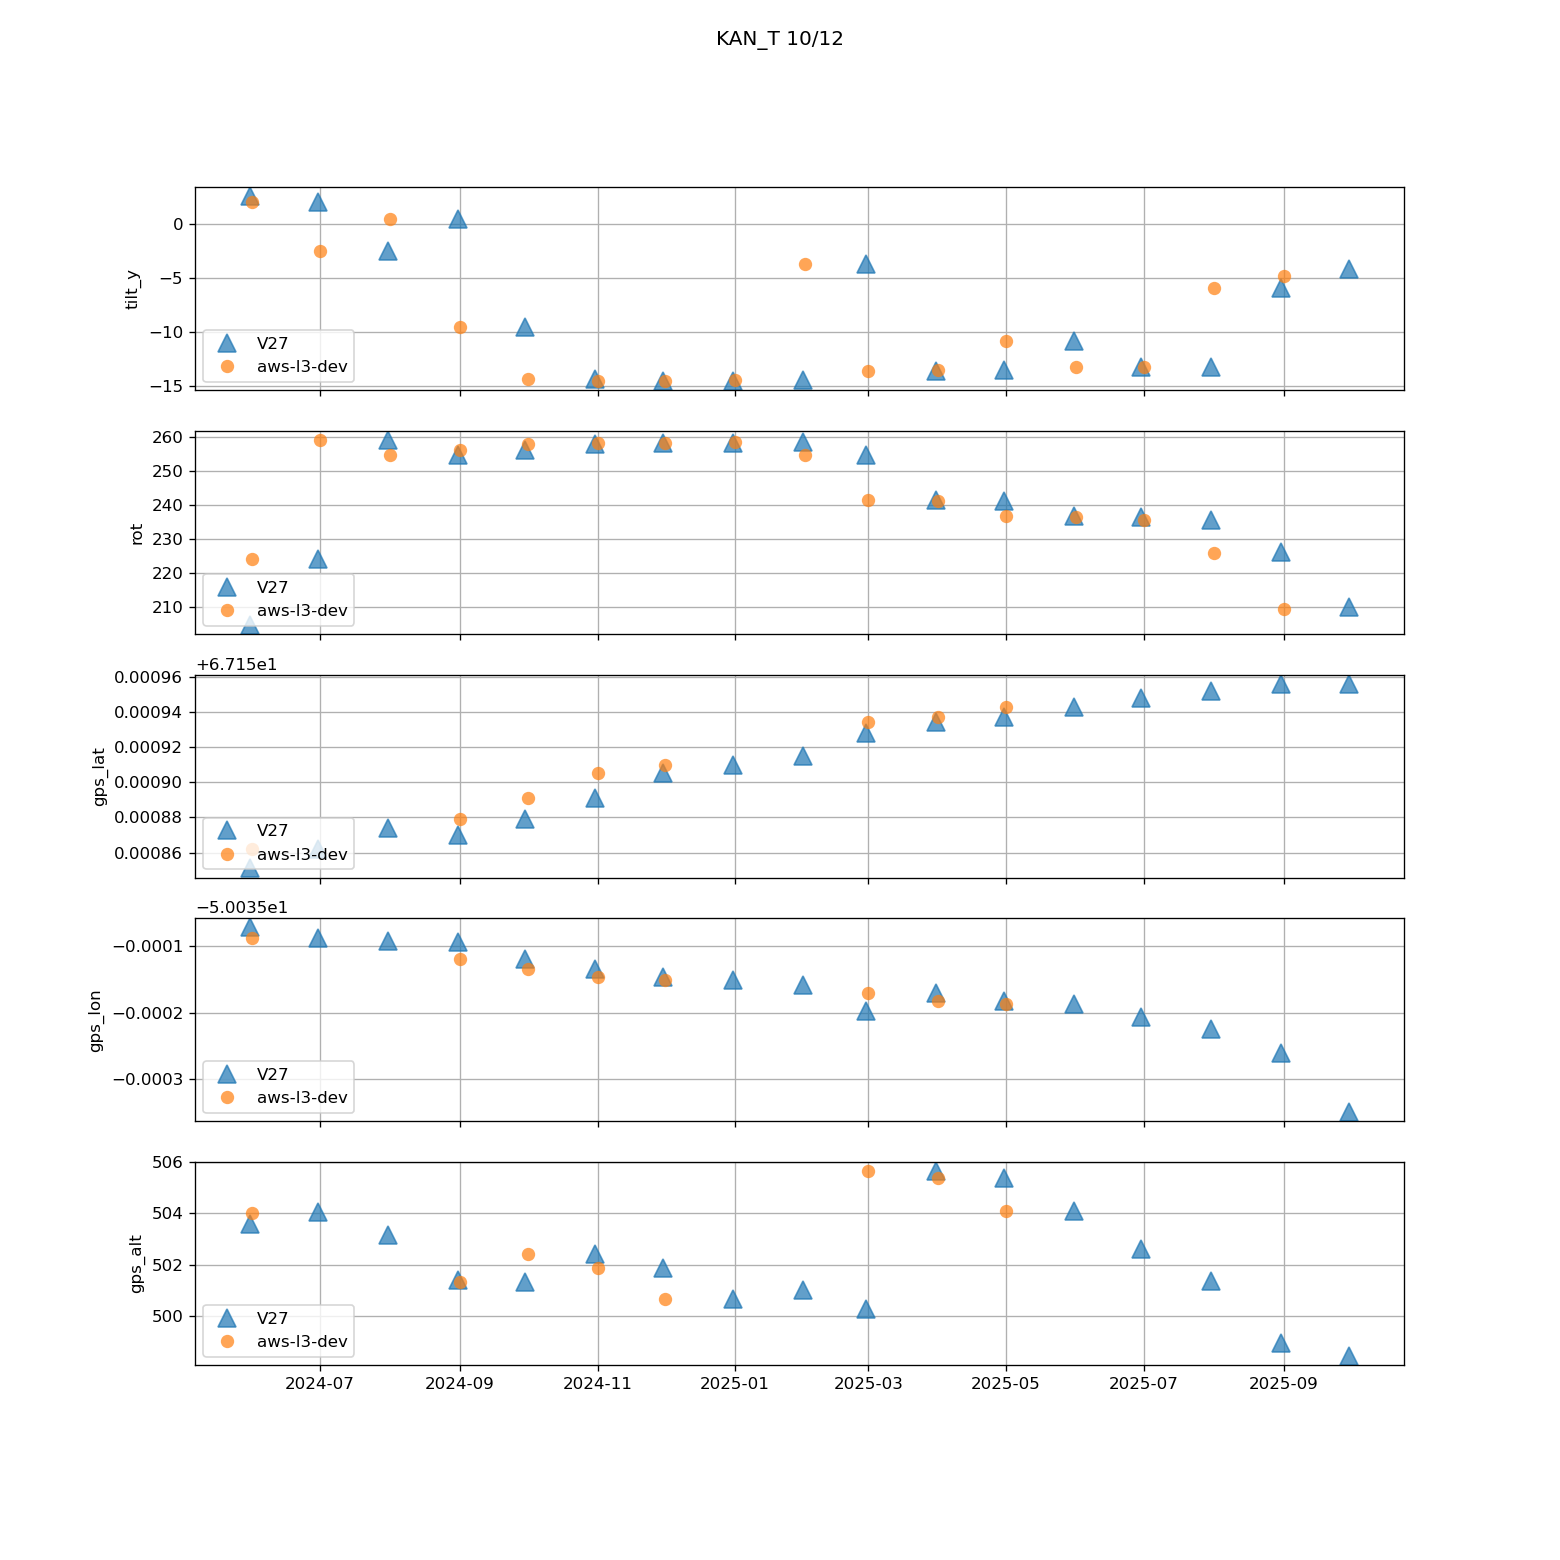 KAN_T 10/12
tilt_y
0
−5
−10
−15
V27
aws-l3-dev
rot
260
250
240
230
220
210
V27
aws-l3-dev
+6.715e1
gps_lat
0.00096
0.00094
0.00092
0.00090
0.00088
0.00086
V27
aws-l3-dev
−5.0035e1
gps_lon
−0.0001
−0.0002
−0.0003
V27
aws-l3-dev
gps_alt
506
504
502
500
V27
aws-l3-dev
2024-07 2024-09 2024-11 2025-01 2025-03 2025-05 2025-07 2025-09